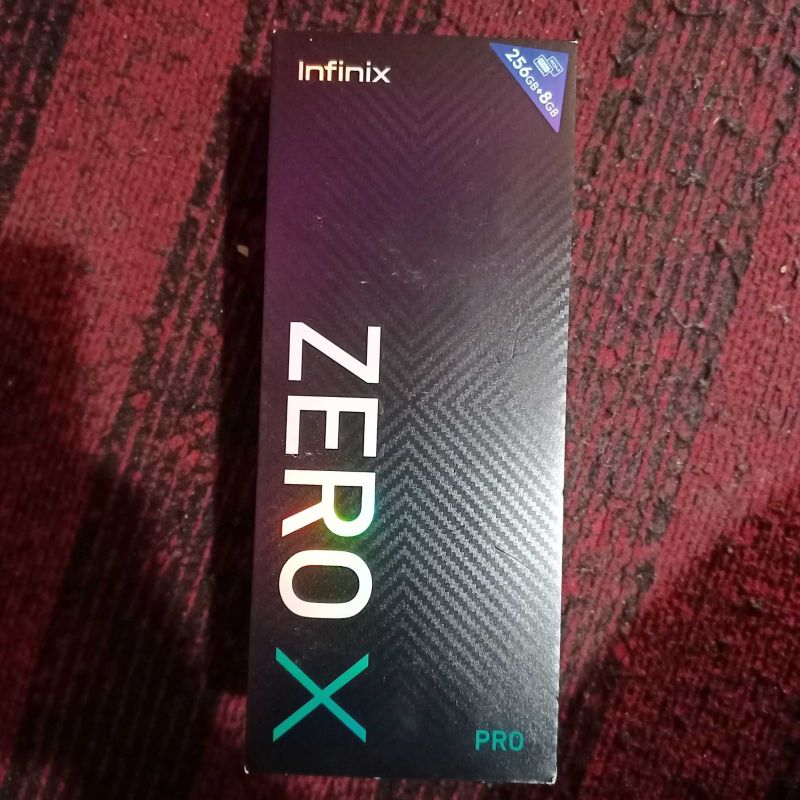 Infinix
256GB+8GB
ZERO X
PRO